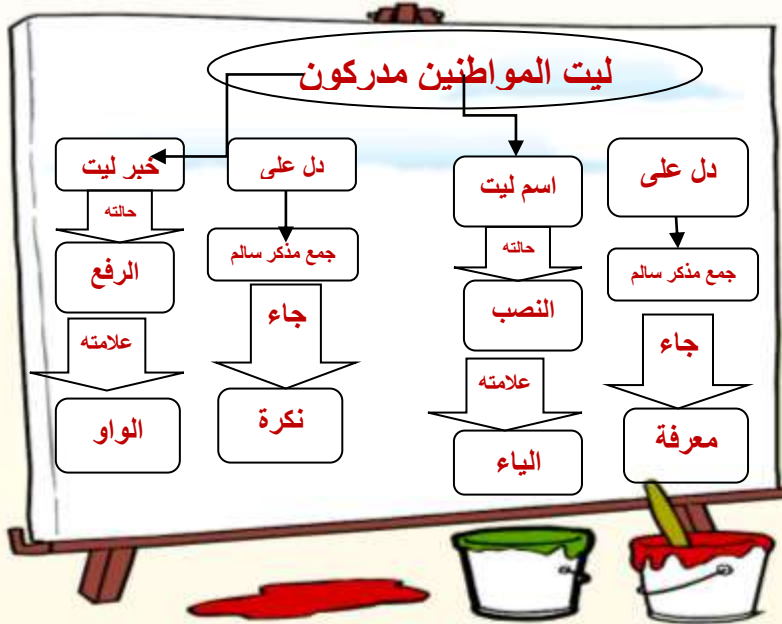 ليت المواطنين مدركون
دل على
جمع مذكر سالم
جاء
معرفة
اسم ليت
حالته
النصب
علامته
الياء
دل على
جمع مذكر سالم
جاء
نكرة
خبر ليت
حالته
الرفع
علامته
الواو